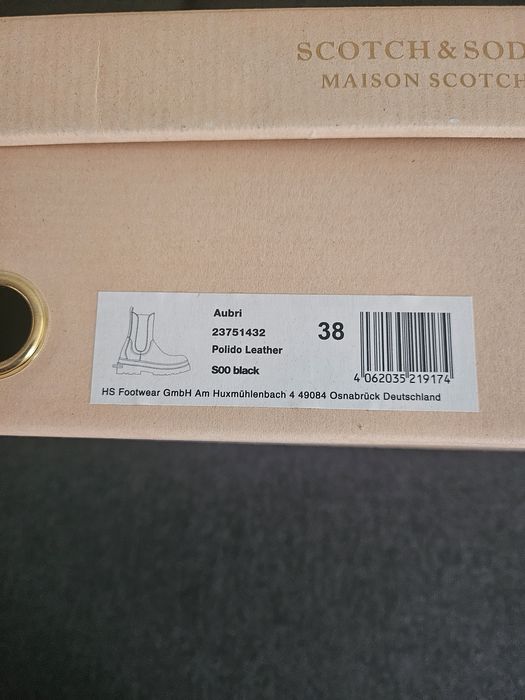 SCOTCH & SOD
MAISON SCOTCH
Aubri
23751432
38
Polido Leather
S00 black
4 062035 219174
HS Footwear GmbH Am Huxmühlenbach 4 49084 Osnabrück Deutschland